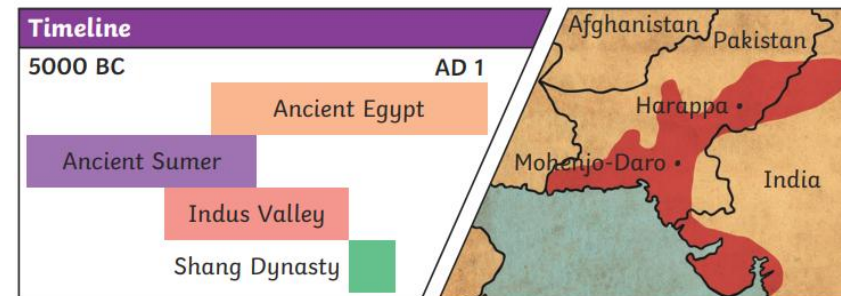 Timeline
5000 BC AD 1
Ancient Egypt
Ancient Sumer
Indus Valley
Shang Dynasty
Afghanistan
Pakistan
Harappa
Mohenjo-Daro
India